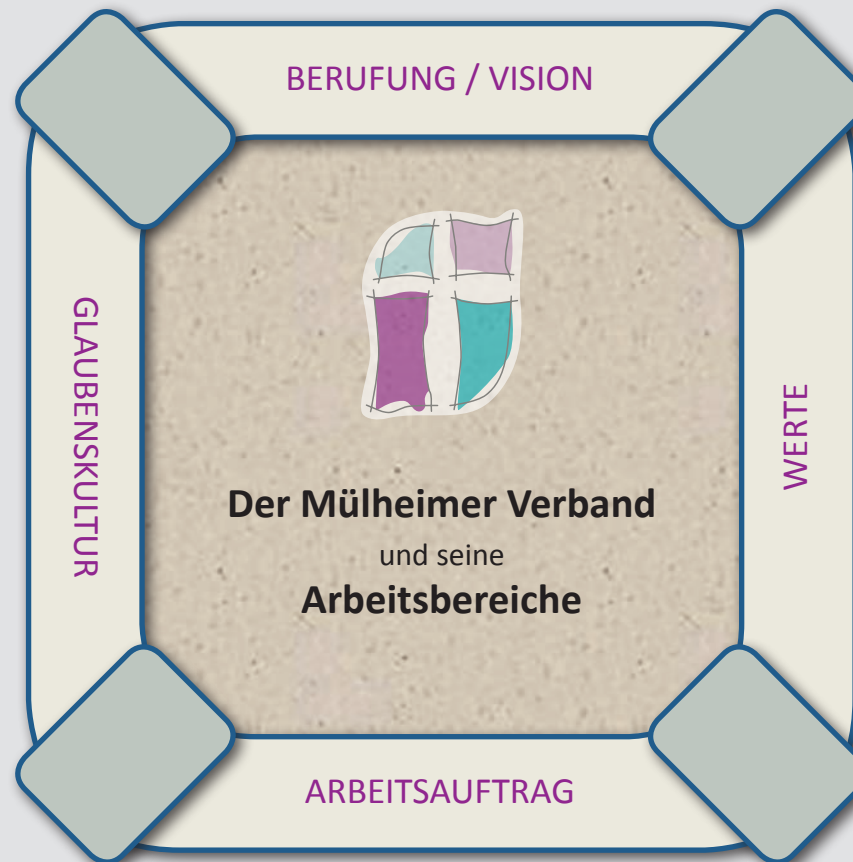 BERUFUNG / VISION
GLAUBENSKULTUR
WERTE
Der Mülheimer Verband
und seine
Arbeitsbereiche
ARBEITSAUFTRAG